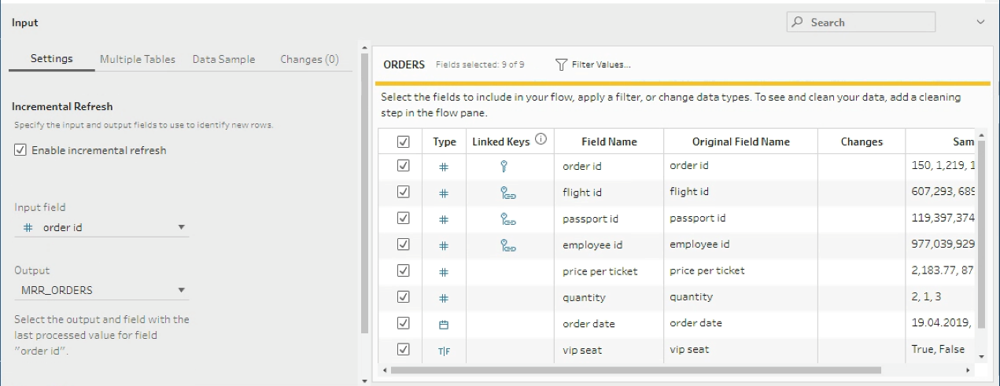 Input
Search
Settings Multiple Tables Data Sample Changes (0)
Incremental Refresh
Specify the input and output fields to use to identify new rows.
Enable incremental refresh
Input field
# order id
Output
MRR_ORDERS
Select the output and field with the
last processed value for field
"order id".
ORDERS Fields selected: 9 of 9 Filter Values...
Select the fields to include in your flow, apply a filter, or change data types. To see and clean your data, add a cleaning
step in the flow pane.
Type Linked Keys Field Name Original Field Name Changes Sam
# order id order id 150, 1,219, 1
# flight id flight id 607,293, 689
# passport id passport id 119,397,374
# employee id employee id 977,039,929
# price per ticket price per ticket 2,183.77, 87
# quantity quantity 2, 1, 3
order date order date 19.04.2019,
T|F vip seat vip seat True, False